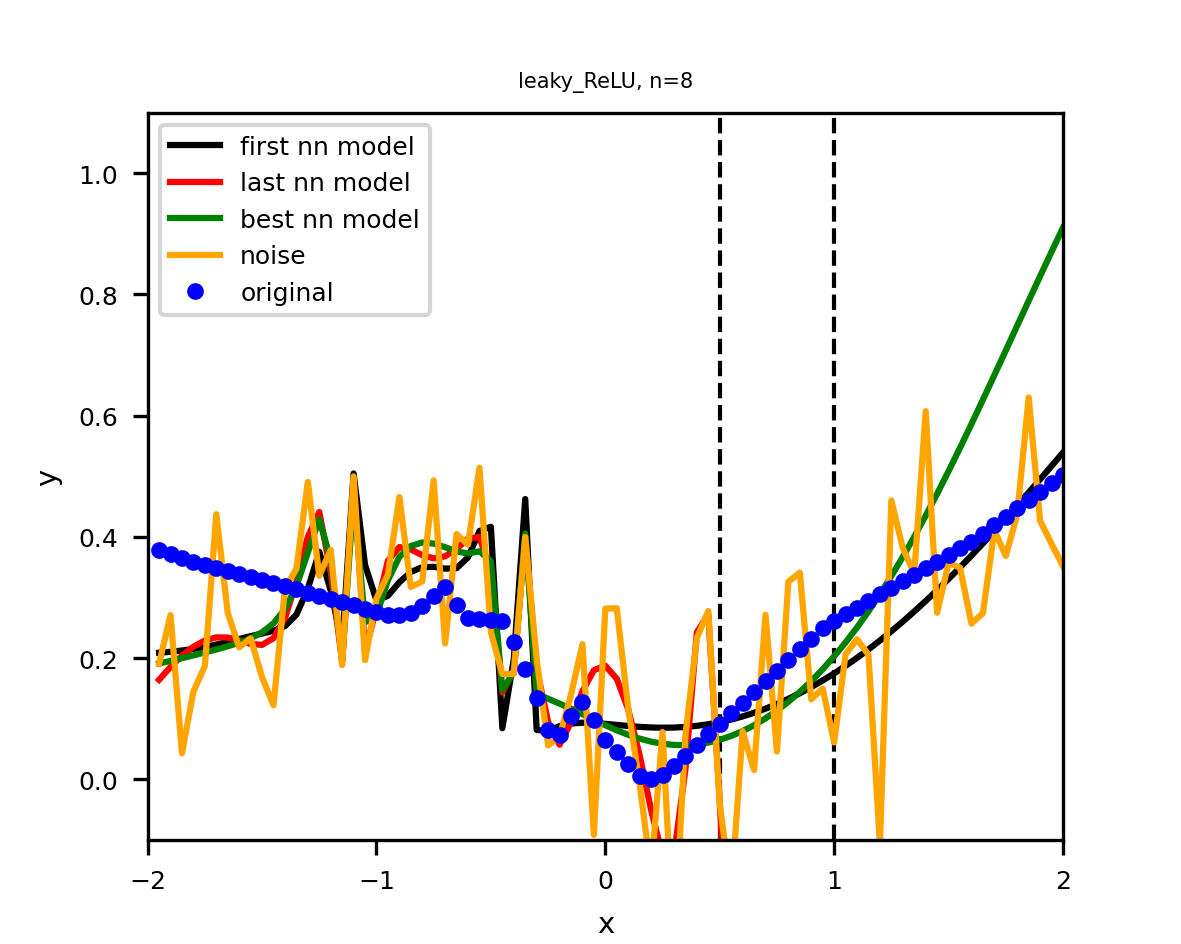 leaky_ReLU, n=8
first nn model
last nn model
best nn model
noise
original
1.0
0.8
0.6
0.4
0.2
0.0
y
−2
−1
0
1
2
x